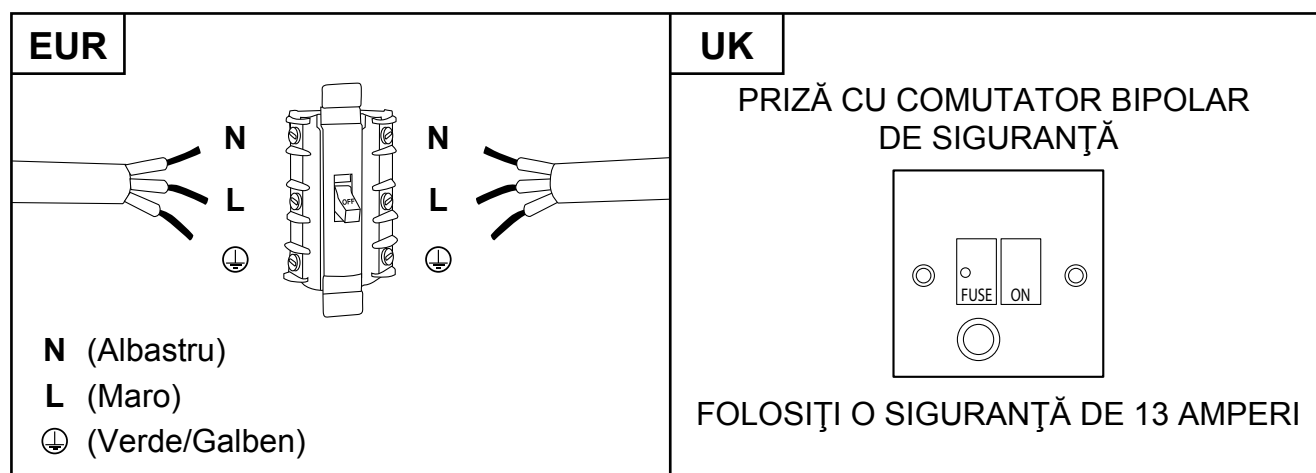 EUR
N
N
L
L
OFF
N (Albastru)
L (Maro)
(Verde/Galben)
UK
PRIZĂ CU COMUTATOR BIPOLAR
DE SIGURANŢĂ
FUSE ON
FOLOSIŢI O SIGURANŢĂ DE 13 AMPERI